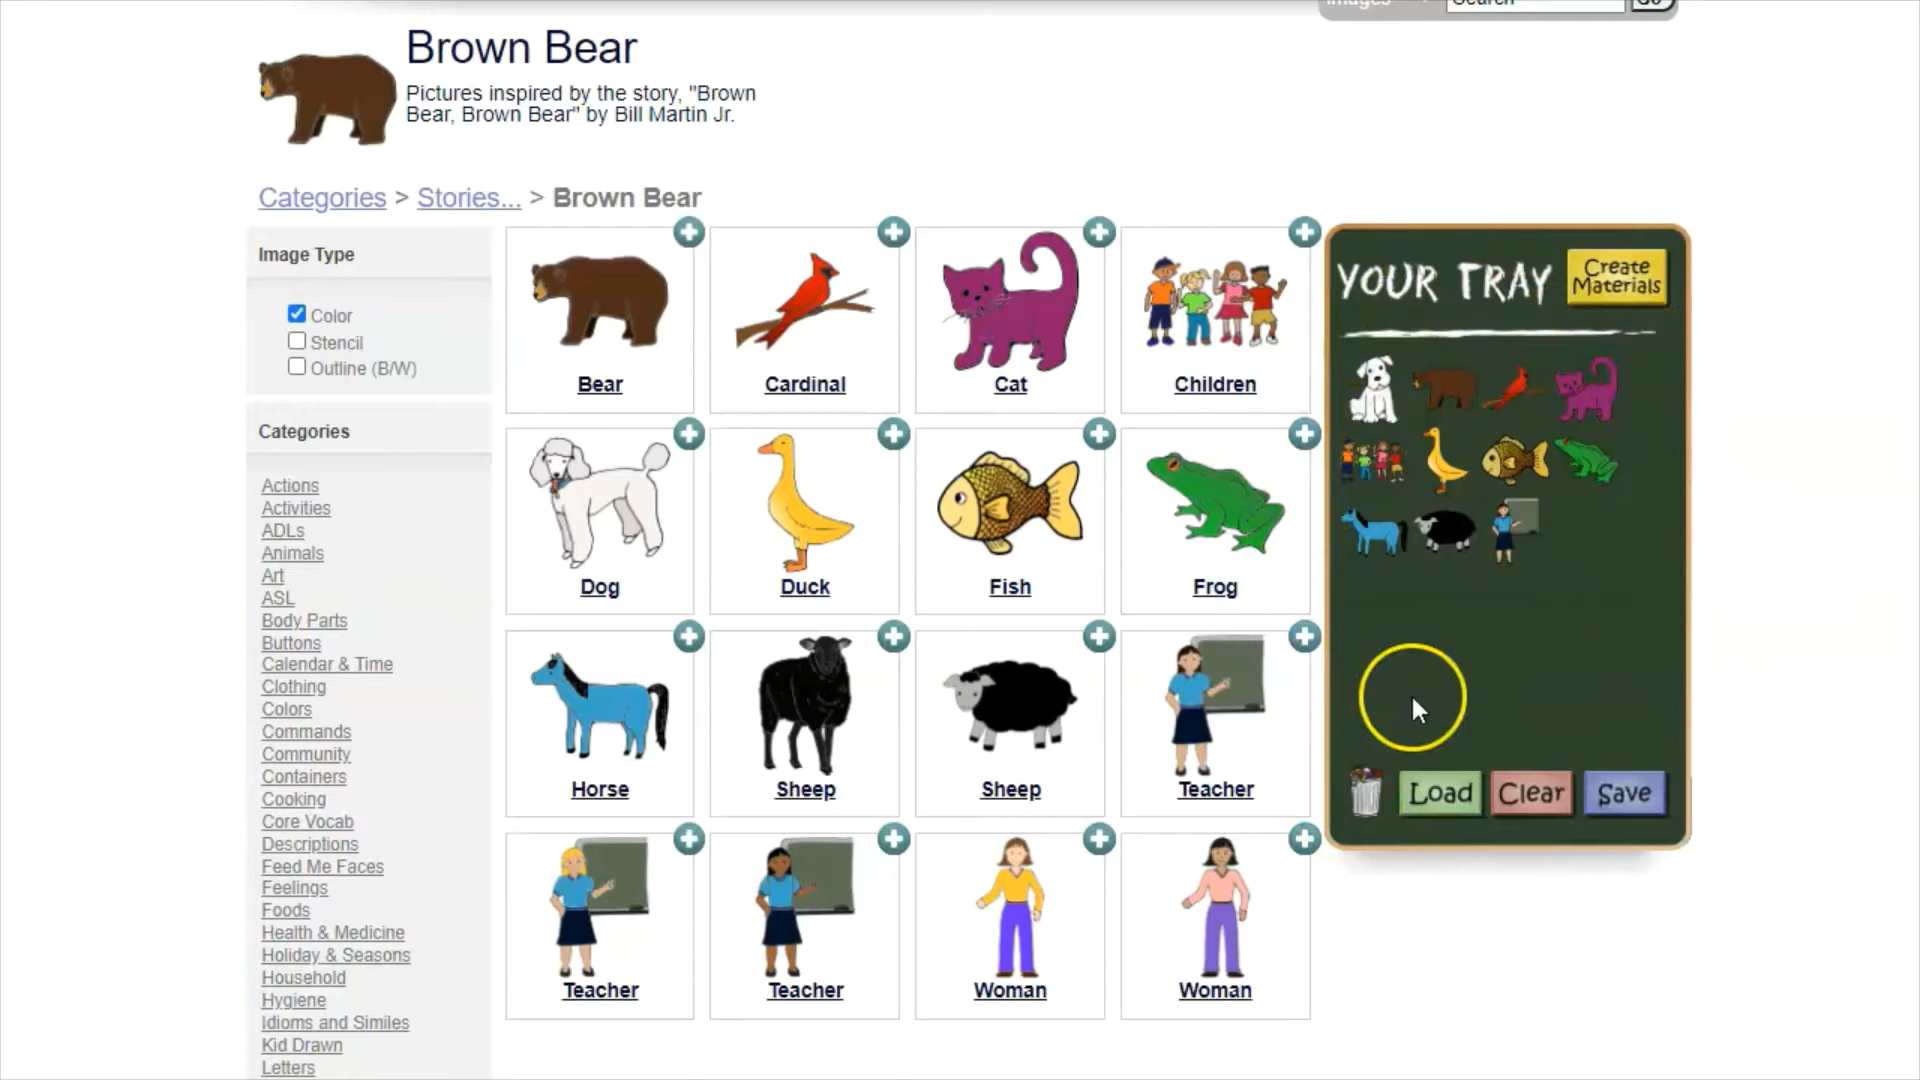 Images
Search
Go
Brown Bear
Pictures inspired by the story, "Brown
Bear, Brown Bear" by Bill Martin Jr.
Categories > Stories... > Brown Bear
Image Type
Color
Stencil
Outline (B/W)
Categories
Actions
Activities
ADLs
Animals
Art
ASL
Body Parts
Buttons
Calendar & Time
Clothing
Colors
Commands
Community
Containers
Cooking
Core Vocab
Descriptions
Feed Me Faces
Feelings
Foods
Health & Medicine
Holiday & Seasons
Household
Hygiene
Idioms and Similes
Kid Drawn
Letters
Bear
Cardinal
Cat
Children
Dog
Duck
Fish
Frog
Horse
Sheep
Sheep
Teacher
Teacher
Teacher
Woman
Woman
YOUR TRAY
Create
Materials
Load
Clear
Save